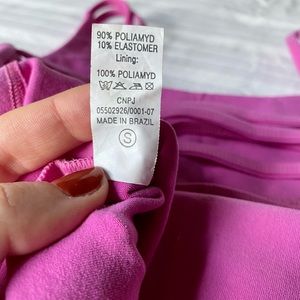 90% POLIAMYD
10% ELASTOMER
Lining:
100% POLIAMYD
CNPJ
05502926/0001-07
MADE IN BRAZIL
S